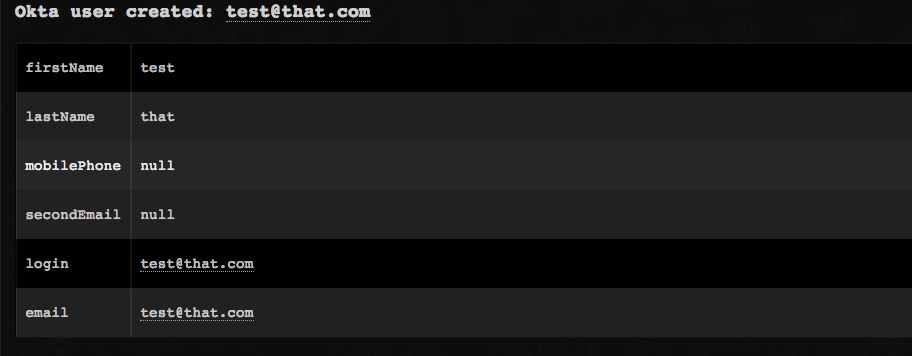 Okta user created: test@that.com
firstName test
lastName that
mobilePhone null
secondEmail null
login test@that.com
email test@that.com